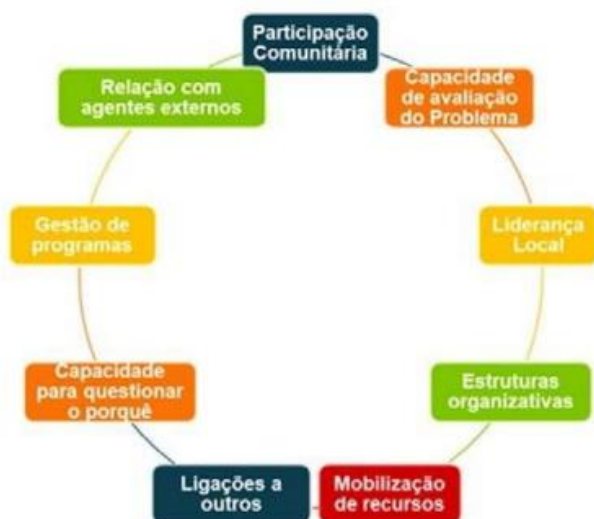 Participação
Comunitária
Capacidade
de avaliação
do Problema
Liderança
Local
Estruturas
organizativas
Mobilização
de recursos
Ligações a
outros
Capacidade
para questionar
o porquê
Gestão de
programas
Relação com
agentes externos